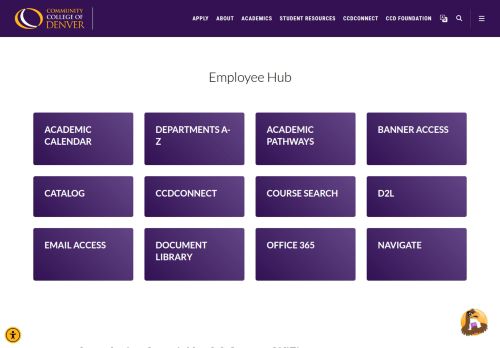 COMMUNITY
COLLEGE OF
DENVER
APPLY ABOUT ACADEMICS STUDENT RESOURCES CCDCONNECT CCD FOUNDATION
Employee Hub
ACADEMIC CALENDAR
DEPARTMENTS A-Z
ACADEMIC PATHWAYS
BANNER ACCESS
CATALOG
CCDCONNECT
COURSE SEARCH
D2L
EMAIL ACCESS
DOCUMENT LIBRARY
OFFICE 365
NAVIGATE